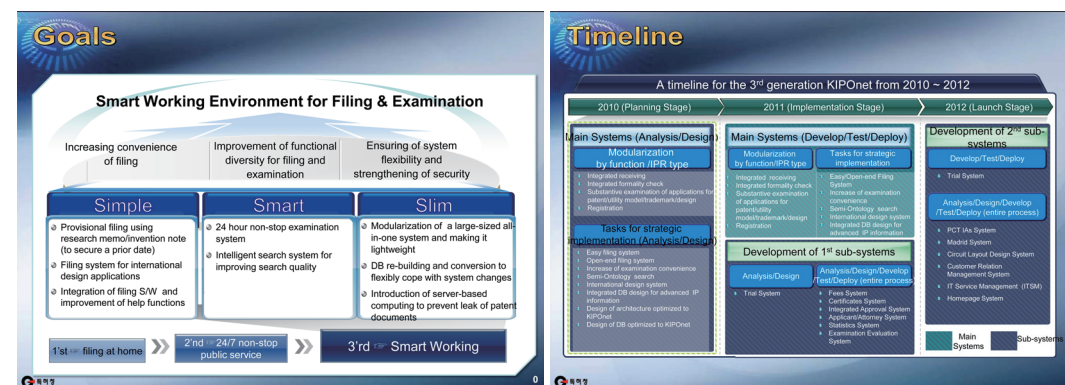 Goals
Smart Working Environment for Filing & Examination
Increasing convenience
of filing
Improvement of functional
diversity for filing and
examination
Ensuring of system
flexibility and
strengthening of security
Simple
Provisional filing using
research memo/invention note
(to secure a prior date)
Filing system for international
design applications
Integration of filing S/W and
improvement of help functions
Smart
24 hour non-stop examination
system
Intelligent search system for
improving search quality
Slim
Modularization of a large-sized all-
in-one system and making it
lightweight
DB re-building and conversion to
flexibly cope with system changes
Introduction of server-based
computing to prevent leak of patent
documents
1'st ☞ filing at home
2'nd ☞ 24/7 non-stop
public service
3'rd ☞ Smart Working
특허청
0
Timeline
A timeline for the 3rd generation KIPOnet from 2010 ~ 2012
2010 (Planning Stage)
2011 (Implementation Stage)
2012 (Launch Stage)
Main Systems (Analysis/Design)
Modularization
by function /IPR type
Integrated receiving
Integrated formality check
Substantive examination of applications for
patent/utility model/trademark/design
Registration
Tasks for strategic
implementation (Analysis/Design)
Easy filing system
Open-end filing system
Increase of examination convenience
Semi-Ontology search
International design system
Integrated DB design for advanced IP
information
Design of architecture optimized to
KIPOnet
Design of DB optimized to KIPOnet
Main Systems (Develop/Test/Deploy)
Modularization
by function/IPR type
Integrated receiving
Integrated formality check
Substantive examination
of applications for
patent/utility
model/trademark/design
Registration
Tasks for strategic
implementation
Easy/Open-end Filing
System
Increase of examination
convenience
Semi-Ontology search
International design system
Integrated DB design for
advanced IP information
Development of 1st sub-systems
Analysis/Design
Trial System
Analysis/Design/Develop
/Test/Deploy (entire process)
Fees System
Certificates System
Integrated Approval System
Applicant/Attorney System
Statistics System
Examination Evaluation
System
Development of 2nd sub-
systems
Develop/Test/Deploy
Trial System
Analysis/Design/Develop
/Test/Deploy (entire process)
PCT IAs System
Madrid System
Circuit Layout Design System
Customer Relation
Management System
IT Service Management (ITSM)
Homepage System
Main
Systems
Sub-systems
특허청